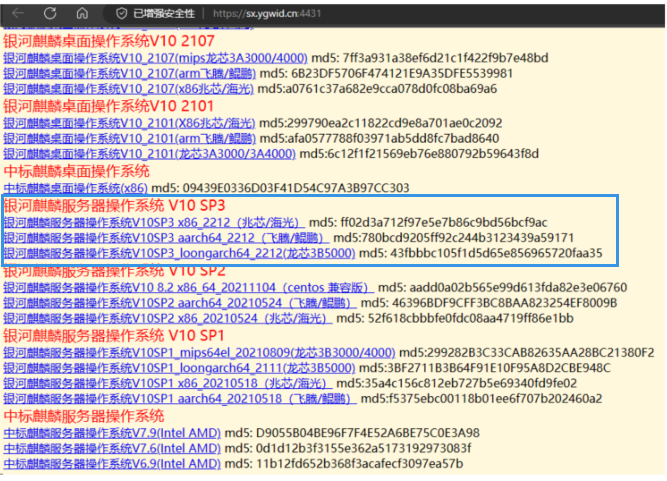 已增强安全性 https://sx.ygwid.cn:4431
银河麒麟桌面操作系统V10 2107
银河麒麟桌面操作系统V10_2107(mips龙芯3A3000/4000) md5: 7ff3a931a38ef6d21c1f422f9b7e48bd
银河麒麟桌面操作系统V10_2107(arm飞腾/鲲鹏) md5: 6B23DF5706F474121E9A35DFE5539981
银河麒麟桌面操作系统V10_2107(x86兆芯/海光) md5:a0761c37a682e9cca078d0fc08ba69a6
银河麒麟桌面操作系统V10 2101
银河麒麟桌面操作系统V10_2101(X86兆芯/海光) md5:299790ea2c11822cd9e8a701ae0c2092
银河麒麟桌面操作系统V10_2101(arm飞腾/鲲鹏) md5:afa0577788f03971ab5dd8fc7bad8640
银河麒麟桌面操作系统V10_2101(龙芯3A3000/3A4000) md5:6c12f1f21569eb76e880792b59643f8d
中标麒麟桌面操作系统
中标麒麟桌面操作系统(x86) md5: 09439E0336D03F41D54C97A3B97CC303
银河麒麟服务器操作系统 V10 SP3
银河麒麟服务器操作系统V10SP3 x86_2212（兆芯/海光） md5: ff02d3a712f97e5e7b86c9bd56bcf9ac
银河麒麟服务器操作系统V10SP3 aarch64_2212（飞腾/鲲鹏） md5:780bcd9205ff92c244b3123439a59171
银河麒麟服务器操作系统V10SP3_loongarch64_2212(龙芯3B5000) md5: 43fbbbc105f1d5d65e856965720faa35
银河麒麟服务器操作系统 V10 SP2
银河麒麟服务器操作系统V10 8.2 x86_64_20211104（centos 兼容版） md5: aadd0a02b565e99d613fda82e3e06760
银河麒麟服务器操作系统V10SP2 aarch64_20210524（飞腾/鲲鹏） md5: 46396BDF9CFF3BC8BAA823254EF8009B
银河麒麟服务器操作系统V10SP2 x86_20210524（兆芯/海光） md5: 52f618cbbbfe0fdc08aa4719ff86e1bb
银河麒麟服务器操作系统 V10 SP1
银河麒麟服务器操作系统V10SP1_mips64el_20210809(龙芯3B3000/4000) md5:299282B3C33CAB82635AA28BC21380F2
银河麒麟服务器操作系统V10SP1_loongarch64_2111(龙芯3B5000) md5:3BF2711B3B64F91E10F95A8D2CBE948C
银河麒麟服务器操作系统V10SP1 x86_20210518（兆芯/海光） md5:35a4c156c812eb727b5e69340fd9fe02
银河麒麟服务器操作系统V10SP1 aarch64_20210518（飞腾/鲲鹏） md5:f5375ebc00118b01ee6f707b202460a2
中标麒麟服务器操作系统
中标麒麟服务器操作系统V7.9(Intel AMD) md5: D9055B04BE96F7F4E52A6BE75C0E3A98
中标麒麟服务器操作系统V7.6(Intel AMD) md5: 0d1d12b3f3155e362a5173192973083f
中标麒麟服务器操作系统V6.9(Intel AMD) md5: 11b12fd652b368f3acafecf3097ea57b